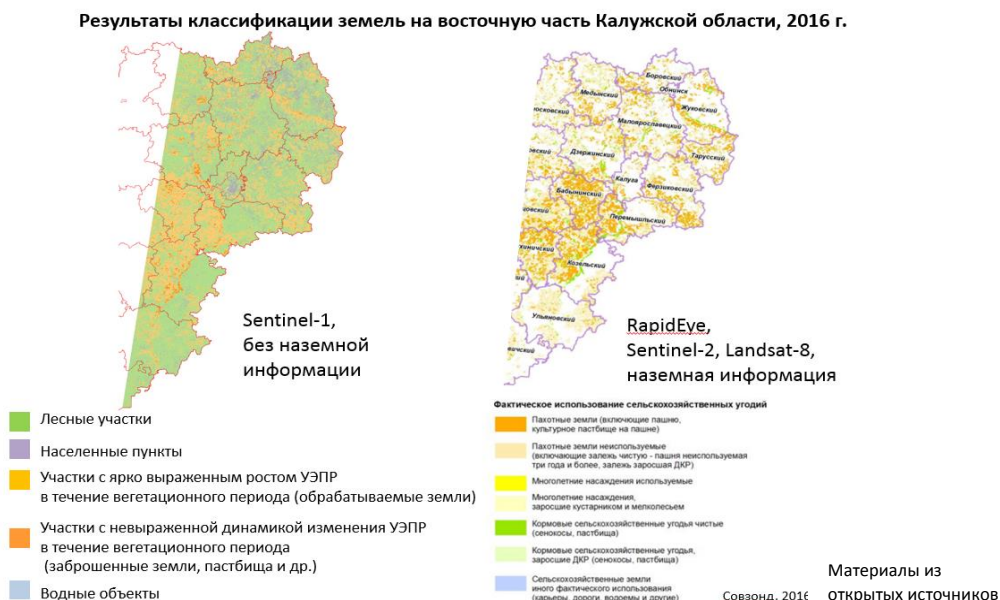 Результаты классификации земель на восточную часть Калужской области, 2016 г.
Боровский
Обнинск
Медынский
Жуковский
Малоярославецкий
Дзержинский
Тарусский
Калуга
Ферзиковский
Бабынинский
Перемышльский
Козельский
Ульяновский
Sentinel-1,
без наземной
информации
RapidEye,
Sentinel-2, Landsat-8,
наземная информация
Лесные участки
Населенные пункты
Участки с ярко выраженным ростом УЭПР
в течение вегетационного периода (обрабатываемые земли)
Участки с невыраженной динамикой изменения УЭПР
в течение вегетационного периода
(заброшенные земли, пастбища и др.)
Водные объекты
Фактическое использование сельскохозяйственных угодий
Пахотные земли (включающие пашню,
культурное пастбище на пашне)
Пахотные земли неиспользуемые
(включающие залежь чистую - пашня неиспользуемая
три года и более, залежь заросшая ДКР)
Многолетние насаждения используемые
Многолетние насаждения,
заросшие кустарником и мелколесьем
Кормовые сельскохозяйственные угодья чистые
(сенокосы, пастбища)
Кормовые сельскохозяйственные угодья,
заросшие ДКР (сенокосы, пастбища)
Сельскохозяйственные земли
иного фактического использования
(карьеры, дороги, водоемы и другие)
Совзонд, 2016
Материалы из
открытых источников